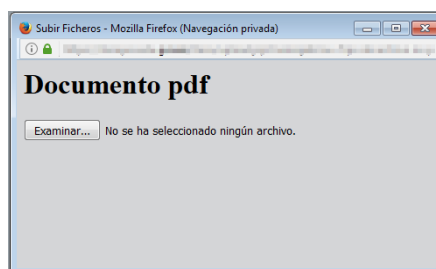 Subir Ficheros - Mozilla Firefox (Navegación privada)
Documento pdf
Examinar... No se ha seleccionado ningún archivo.